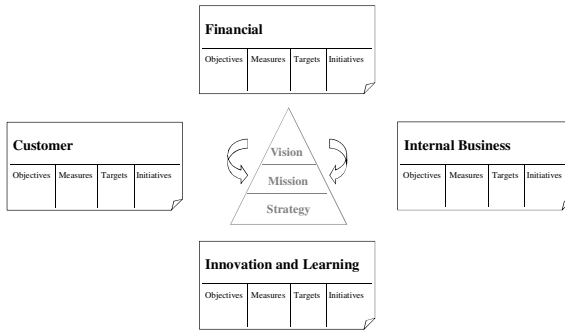 Financial
Objectives Measures Targets Initiatives
Customer
Objectives Measures Targets Initiatives
Vision
Mission
Strategy
Internal Business
Objectives Measures Targets Initiatives
Innovation and Learning
Objectives Measures Targets Initiatives